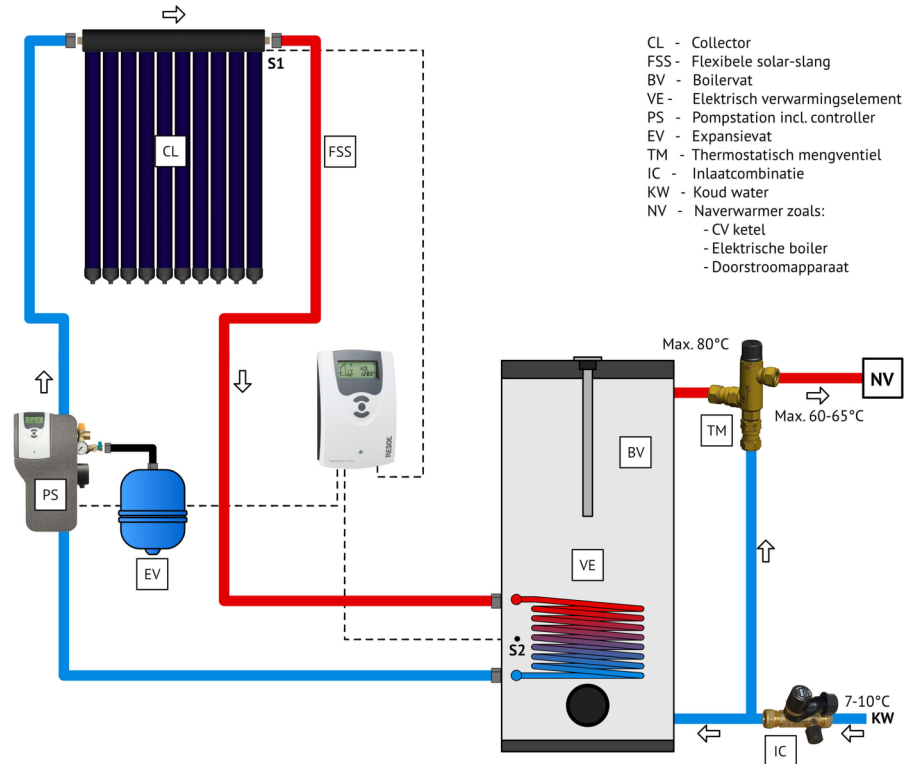 S1
CL
FSS
CL - Collector
FSS - Flexibele solar-slang
BV - Boilervat
VE - Elektrisch verwarmingselement
PS - Pompstation incl. controller
EV - Expansievat
TM - Thermostatisch mengventiel
IC - Inlaatcombinatie
KW - Koud water
NV - Naverwarmer zoals:
- CV ketel
- Elektrische boiler
- Doorstroomapparaat
Max. 80°C
NV
Max. 60-65°C
TM
RESOL
BV
PS
EV
VE
S2
7-10°C
KW
IC